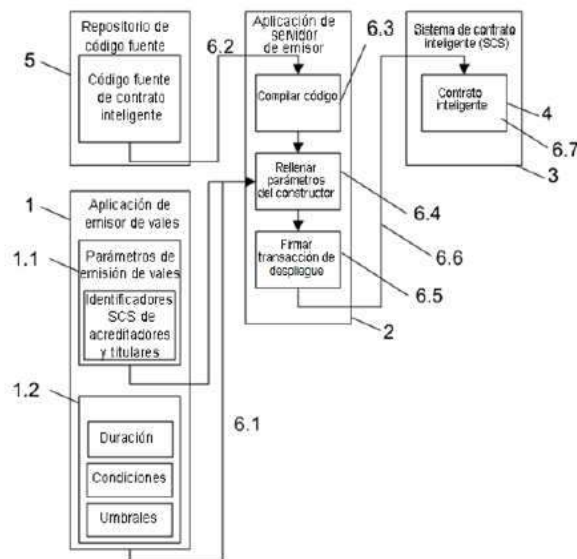 Repositorio de
código fuente
5
Código fuente
de contrato
inteligente
6.2
Aplicación de
servidor
de emisor
6.3
Compilar código
Rellenar
parámetros
del constructor
6.4
Firmar
transacción de
despliegue
6.5
2
Sistema de contrato
inteligente (SCS)
Contrato
inteligente
4
6.7
3
6.6
1
Aplicación de
emisor de vales
1.1
Parámetros de
emisión de vales
Identificadores
SCS de
acreditadores
y titulares
1.2
6.1
Duración
Condiciones
Umbrales